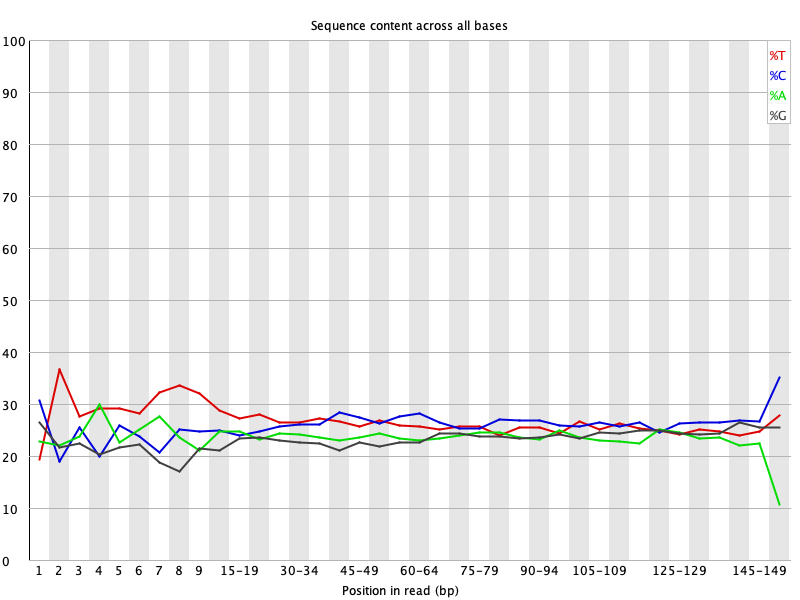 Sequence content across all bases
%T
%C
%A
%G
100
90
80
70
60
50
40
30
20
10
0
1 2 3 4 5 6 7 8 9 15-19 30-34 45-49 60-64 75-79 90-94 105-109 125-129 145-149
Position in read (bp)